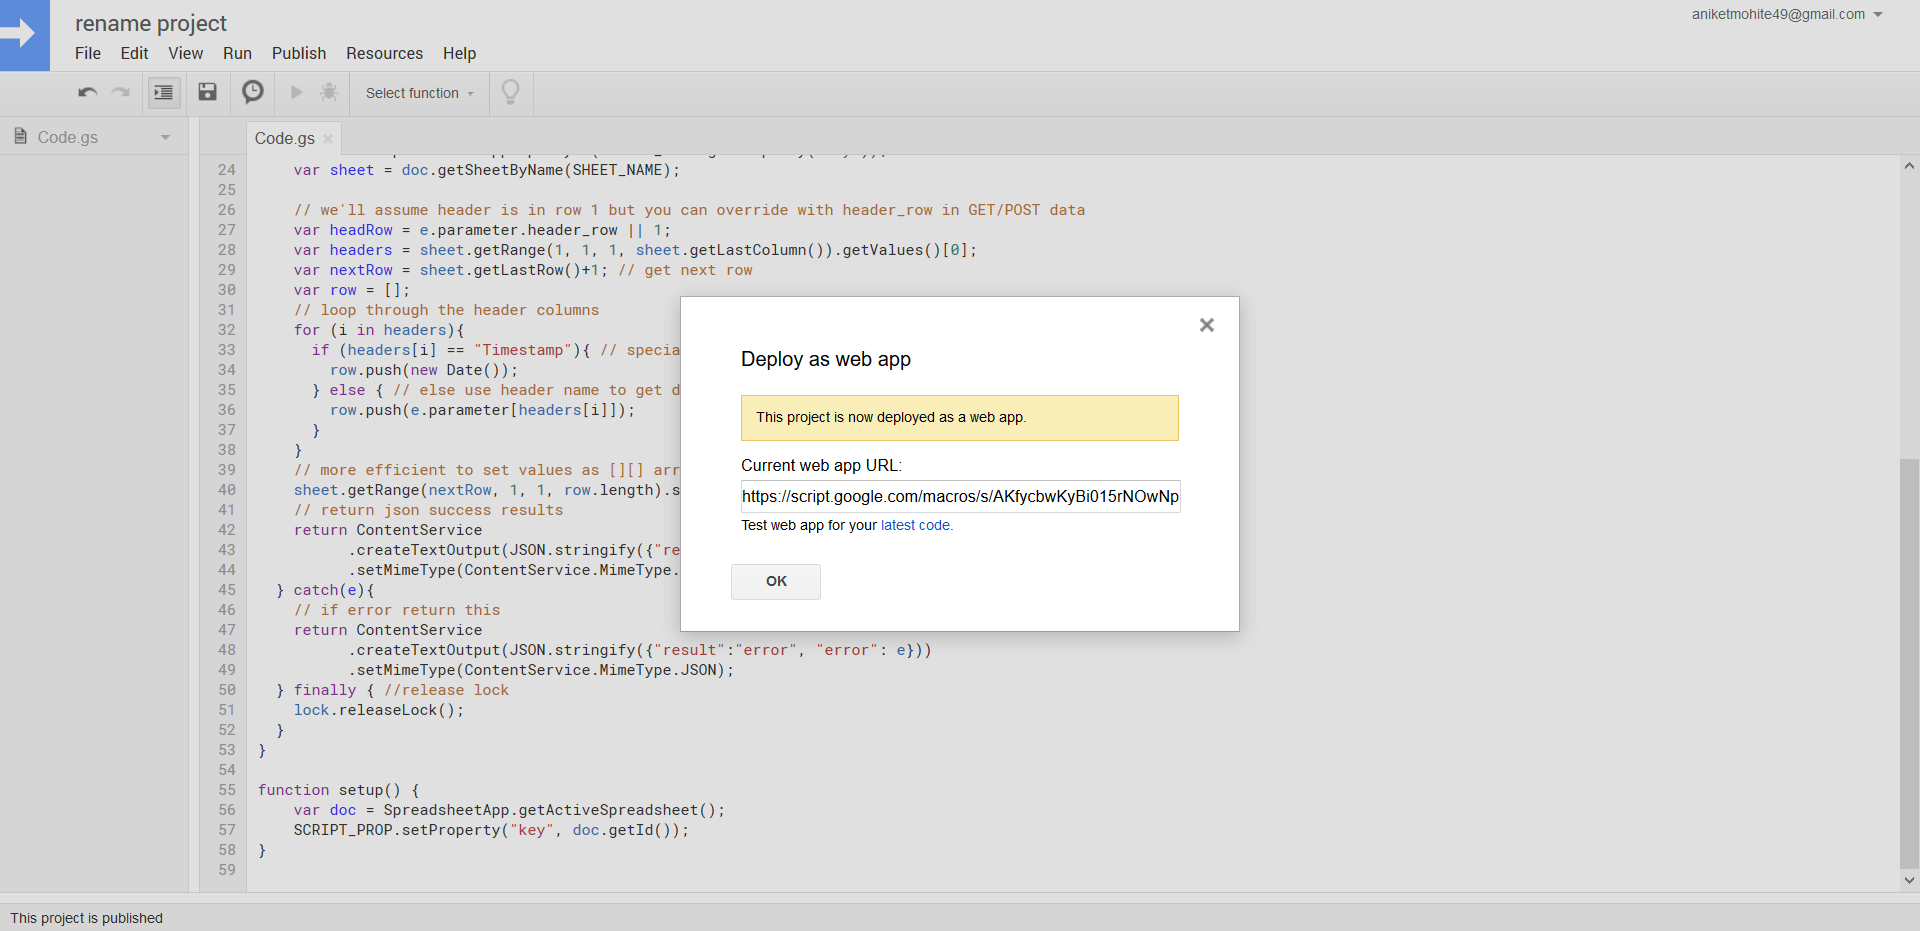 rename project
aniketmohite49@gmail.com
File Edit View Run Publish Resources Help
Select function
Code.gs
Code.gs
24 var sheet = doc.getSheetByName(SHEET_NAME);
25
26 // we'll assume header is in row 1 but you can override with header_row in GET/POST data
27 var headRow = e.parameter.header_row || 1;
28 var headers = sheet.getRange(1, 1, 1, sheet.getLastColumn()).getValues()[0];
29 var nextRow = sheet.getLastRow()+1; // get next row
30 var row = [];
31 // loop through the header columns
32 for (i in headers){
33 if (headers[i] == "Timestamp"){ // specia
34 row.push(new Date());
35 } else { // else use header name to get d
36 row.push(e.parameter[headers[i]]);
37 }
38 }
39 // more efficient to set values as [][] arr
40 sheet.getRange(nextRow, 1, 1, row.length).s
41 // return json success results
42 return ContentService
43 .createTextOutput(JSON.stringify({"re
44 .setMimeType(ContentService.MimeType.
45 } catch(e){
46 // if error return this
47 return ContentService
48 .createTextOutput(JSON.stringify({"result":"error", "error": e}))
49 .setMimeType(ContentService.MimeType.JSON);
50 } finally { //release lock
51 lock.releaseLock();
52 }
53 }
54
55 function setup() {
56 var doc = SpreadsheetApp.getActiveSpreadsheet();
57 SCRIPT_PROP.setProperty("key", doc.getId());
58 }
59
Deploy as web app
This project is now deployed as a web app.
Current web app URL:
https://script.google.com/macros/s/AKfycbwKyBi015rNOwNp
Test web app for your latest code.
OK
This project is published